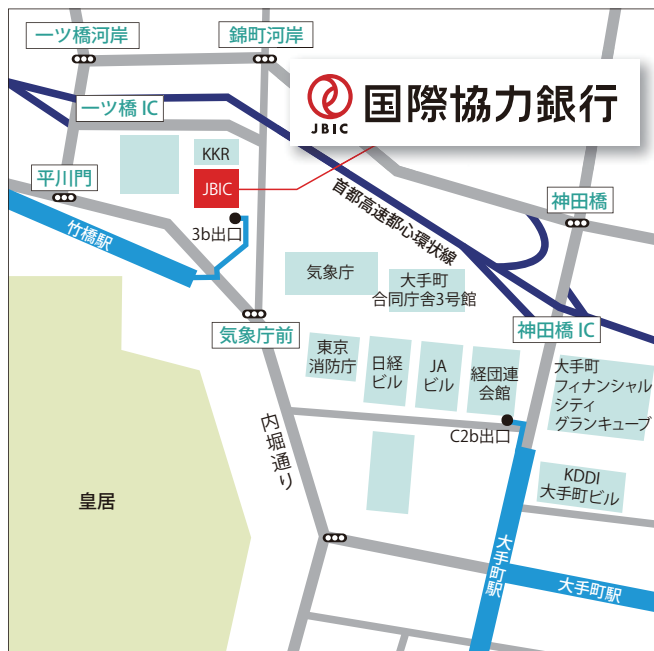 一ツ橋河岸
錦町河岸
一ツ橋 IC
JBIC
国際協力銀行
KKR
JBIC
平川門
3b出口
竹橋駅
首都高速都心環状線
神田橋
気象庁
大手町
合同庁舎3号館
気象庁前
神田橋 IC
東京
消防庁
日経
ビル
JA
ビル
経団連
会館
大手町
フィナンシャル
シティ
グランキューブ
内堀通り
C2b出口
KDDI
大手町ビル
皇居
大手町駅
大手町駅